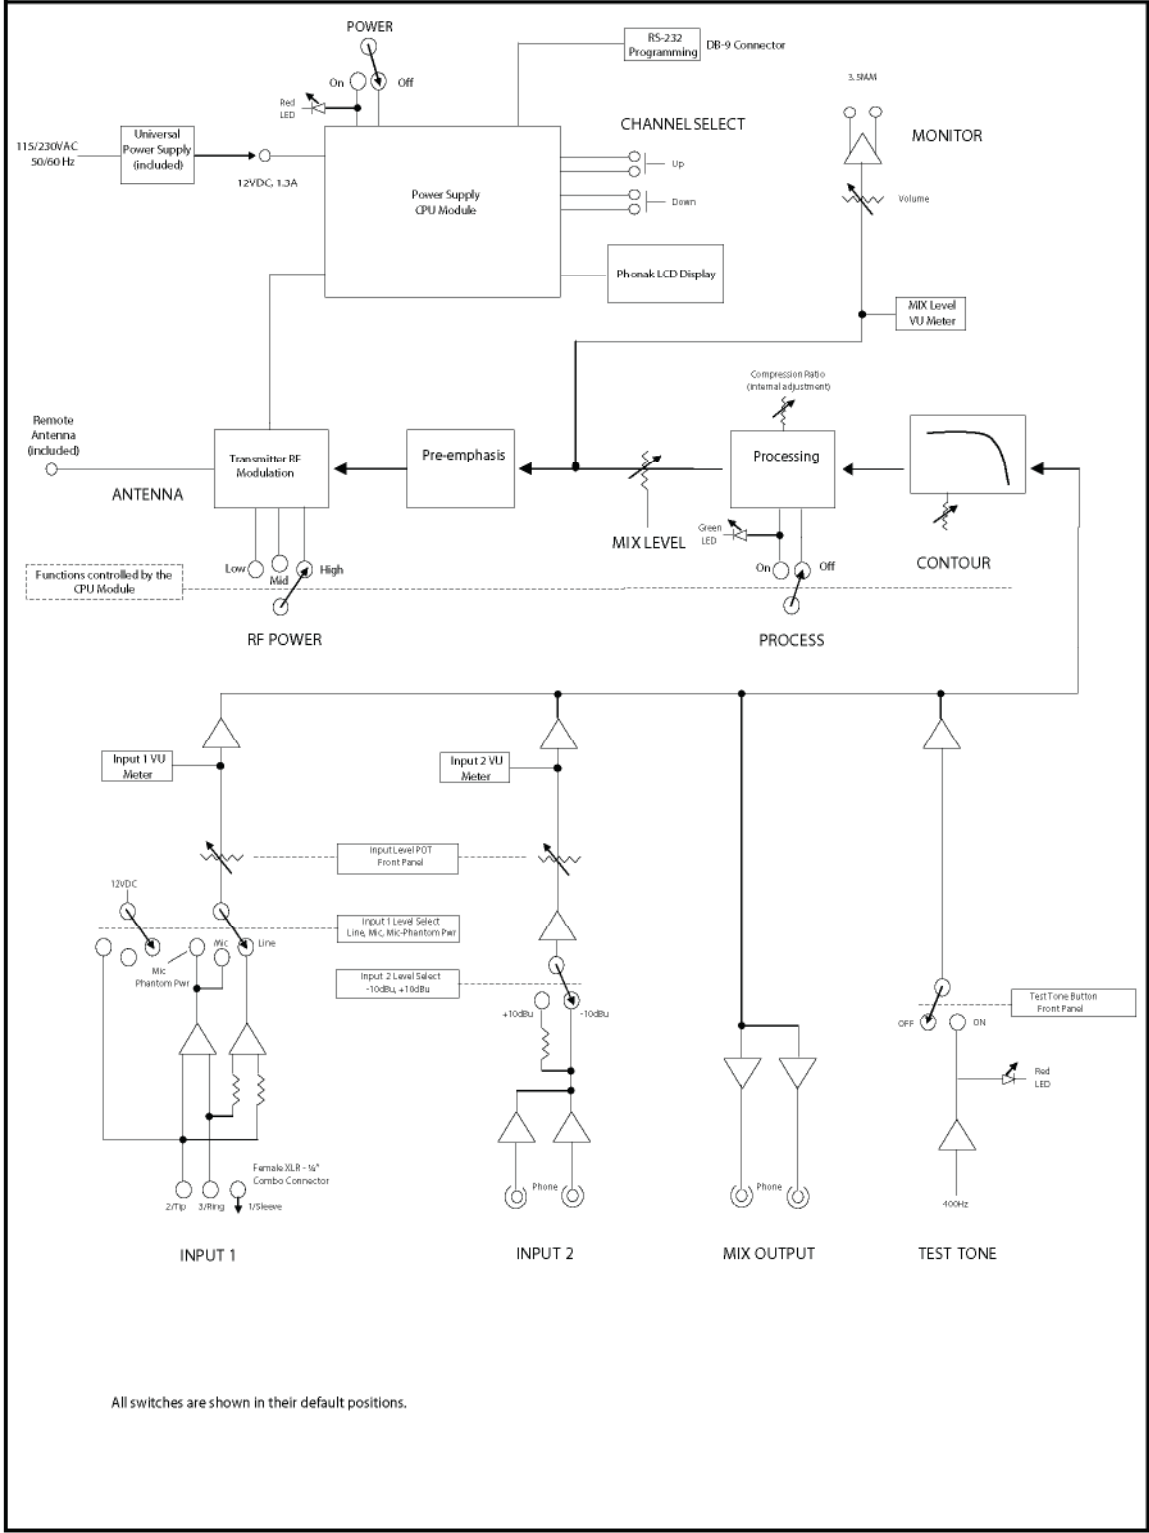 POWER
On
Off
Red
LED
RS-232
Programming
DB-9 Connector
3.5MM
MONITOR
CHANNEL SELECT
115/230VAC
50/60 Hz
Universal
Power Supply
(included)
12VDC, 1.3A
Power Supply
CPU Module
Up
Down
Volume
Phonak LCD Display
MIX Level
VU Meter
Compression Ratio
(internal adjustment)
Remote
Antenna
(included)
ANTENNA
Transmitter RF
Modulation
Pre-emphasis
Processing
MIX LEVEL
Green
LED
On
Off
CONTOUR
Low
Mid
High
Functions controlled by the
CPU Module
RF POWER
PROCESS
Input 1 VU
Meter
Input 2 VU
Meter
Input Level POT
Front Panel
12VDC
Input 1 Level Select
Line, Mic, Mic-Phantom Pwr
Mic
Line
Mic
Phantom Pwr
Input 2 Level Select
-10dBu, +10dBu
+10dBu
-10dBu
Test Tone Button
Front Panel
OFF
ON
Red
LED
Female XLR - ¼"
Combo Connector
2/Tip
3/Ring
1/Sleeve
Phone
Phone
400Hz
INPUT 1
INPUT 2
MIX OUTPUT
TEST TONE
All switches are shown in their default positions.